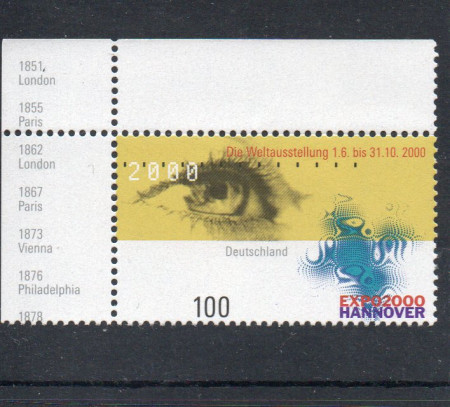 1851
London
1855
Paris
1862
London
1867
Paris
1873
Vienna
1876
Philadelphia
1878
Die Weltausstellung 1.6. bis 31.10. 2000
2000
Deutschland
100
EXPO2000
HANNOVER